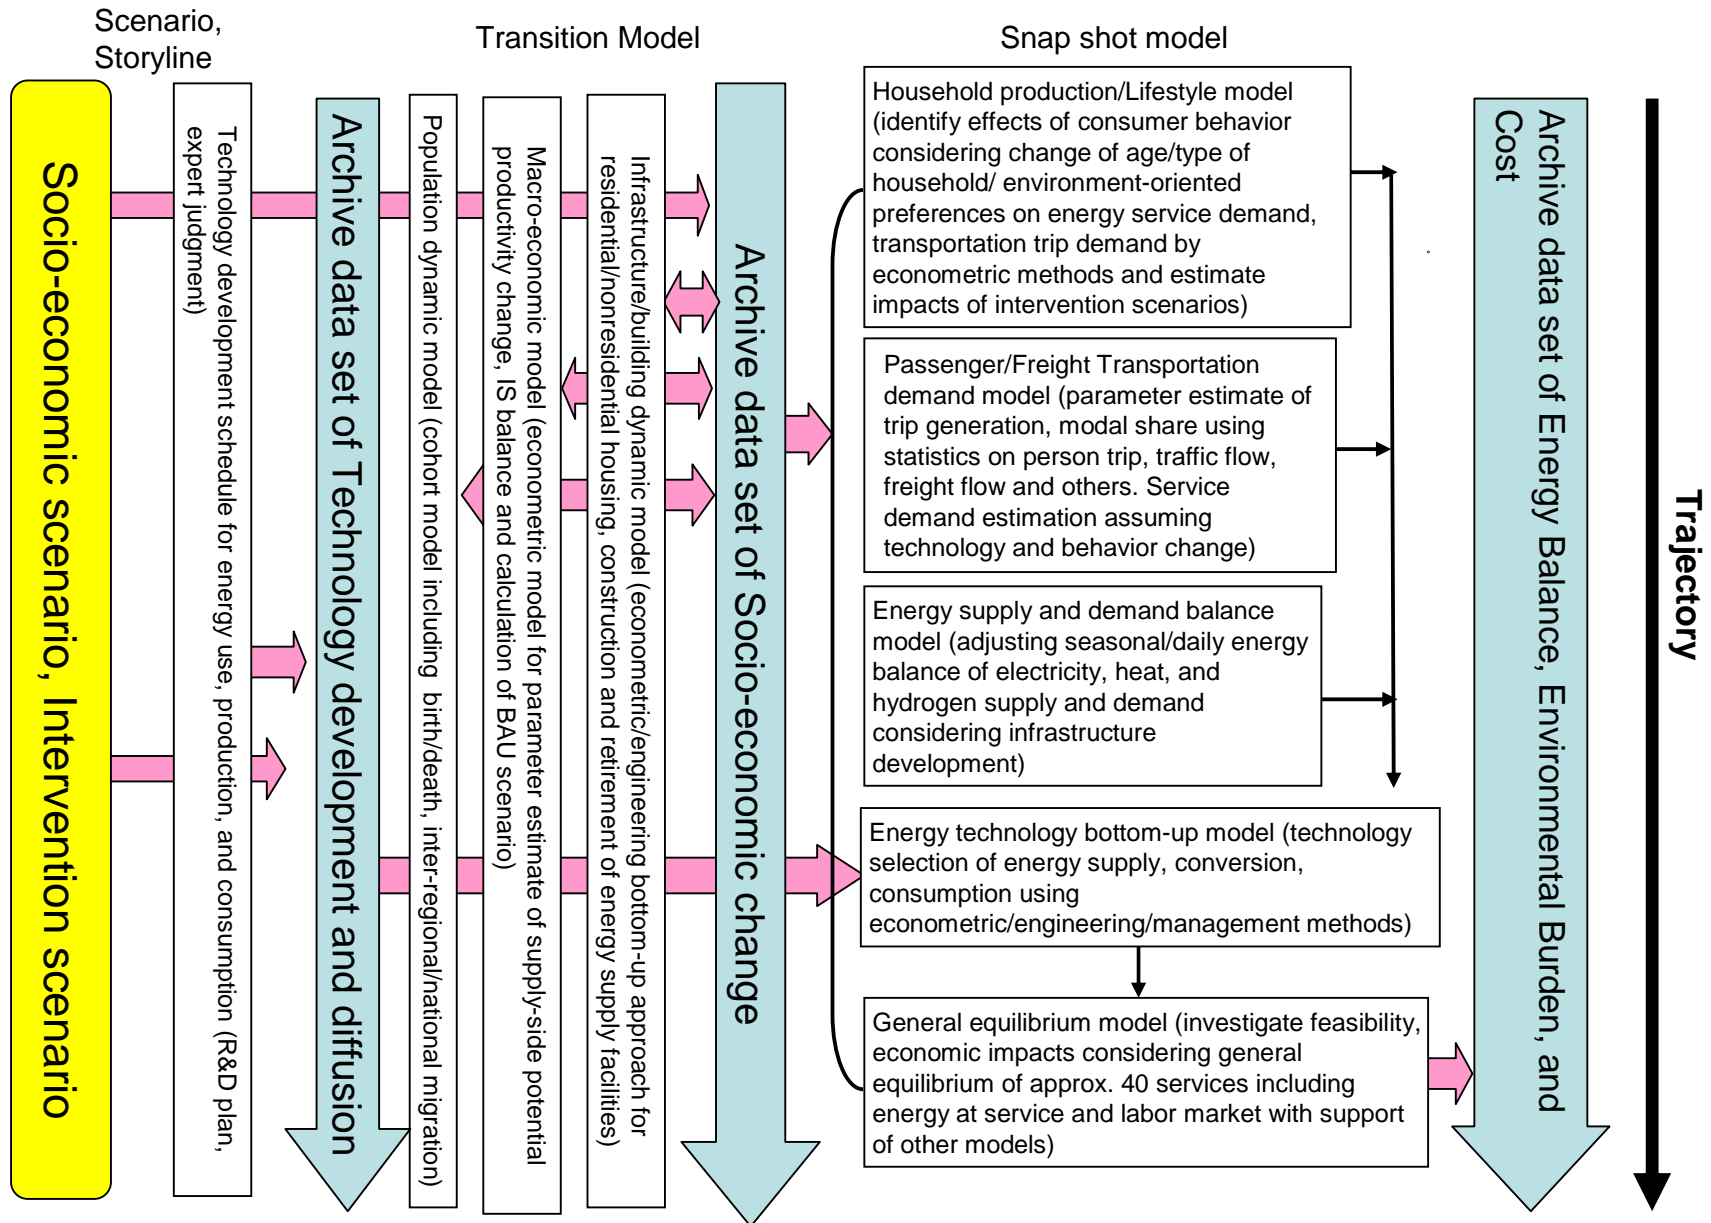 Scenario,
Storyline
Transition Model
Snap shot model
Socio-economic scenario, Intervention scenario
Technology development schedule for energy use, production, and consumption (R&D plan,
expert judgment)
Archive data set of Technology development and diffusion
Population dynamic model (cohort model including birth/death, inter-regional/national migration)
Macro-economic model (econometric model for parameter estimate of supply-side potential
productivity change, IS balance and calculation of BAU scenario)
Infrastructure/building dynamic model (econometric/engineering bottom-up approach for
residential/nonresidential housing, construction and retirement of energy supply facilities)
Archive data set of Socio-economic change
Household production/Lifestyle model
(identify effects of consumer behavior
considering change of age/type of
household/ environment-oriented
preferences on energy service demand,
transportation trip demand by
econometric methods and estimate
impacts of intervention scenarios)
Passenger/Freight Transportation
demand model (parameter estimate of
trip generation, modal share using
statistics on person trip, traffic flow,
freight flow and others. Service
demand estimation assuming
technology and behavior change)
Energy supply and demand balance
model (adjusting seasonal/daily energy
balance of electricity, heat, and
hydrogen supply and demand
considering infrastructure
development)
Energy technology bottom-up model (technology
selection of energy supply, conversion,
consumption using
econometric/engineering/management methods)
General equilibrium model (investigate feasibility,
economic impacts considering general
equilibrium of approx. 40 services including
energy at service and labor market with support
of other models)
Archive data set of Energy Balance, Environmental Burden, and
Cost
Trajectory